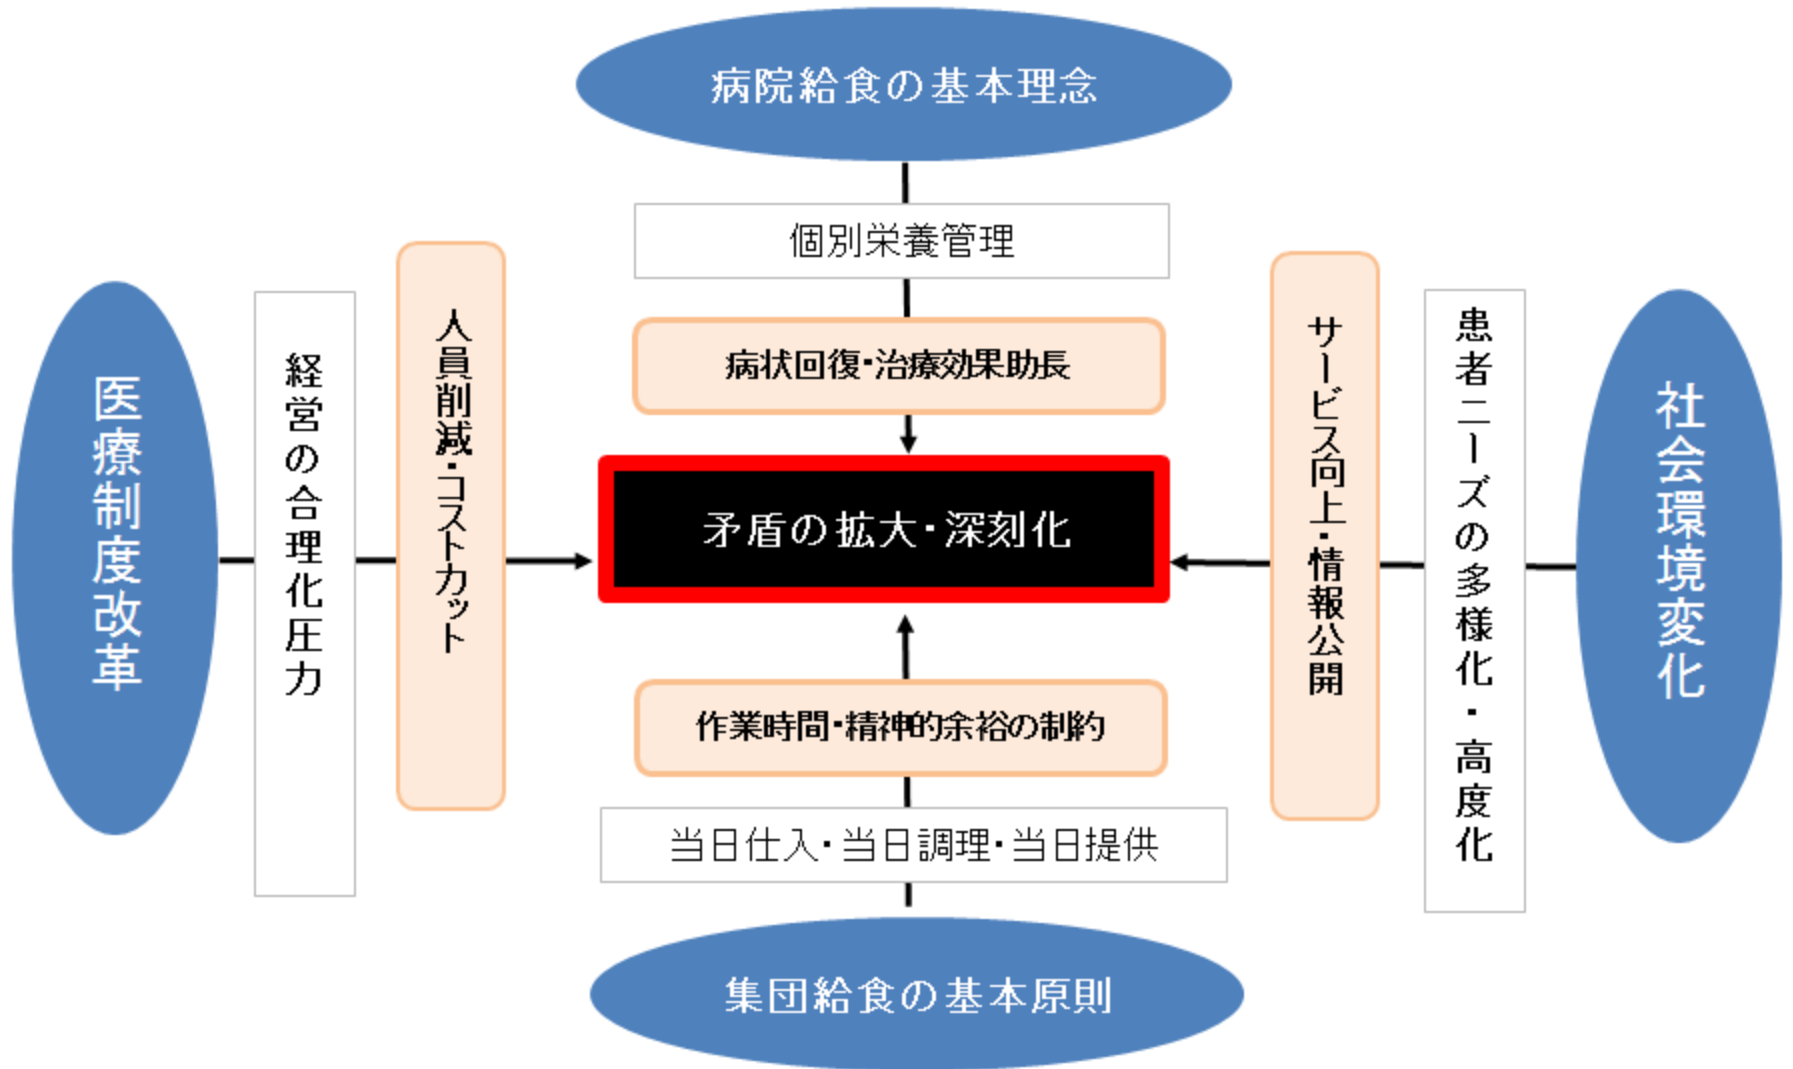 病院給食の基本理念
個別栄養管理
病状回復・治療効果助長
医療制度改革
経営の合理化圧力
人員削減・コストカット
矛盾の拡大・深刻化
サービス向上・情報公開
患者ニーズの多様化・高度化
社会環境変化
作業時間・精神的余裕の制約
当日仕入・当日調理・当日提供
集団給食の基本原則